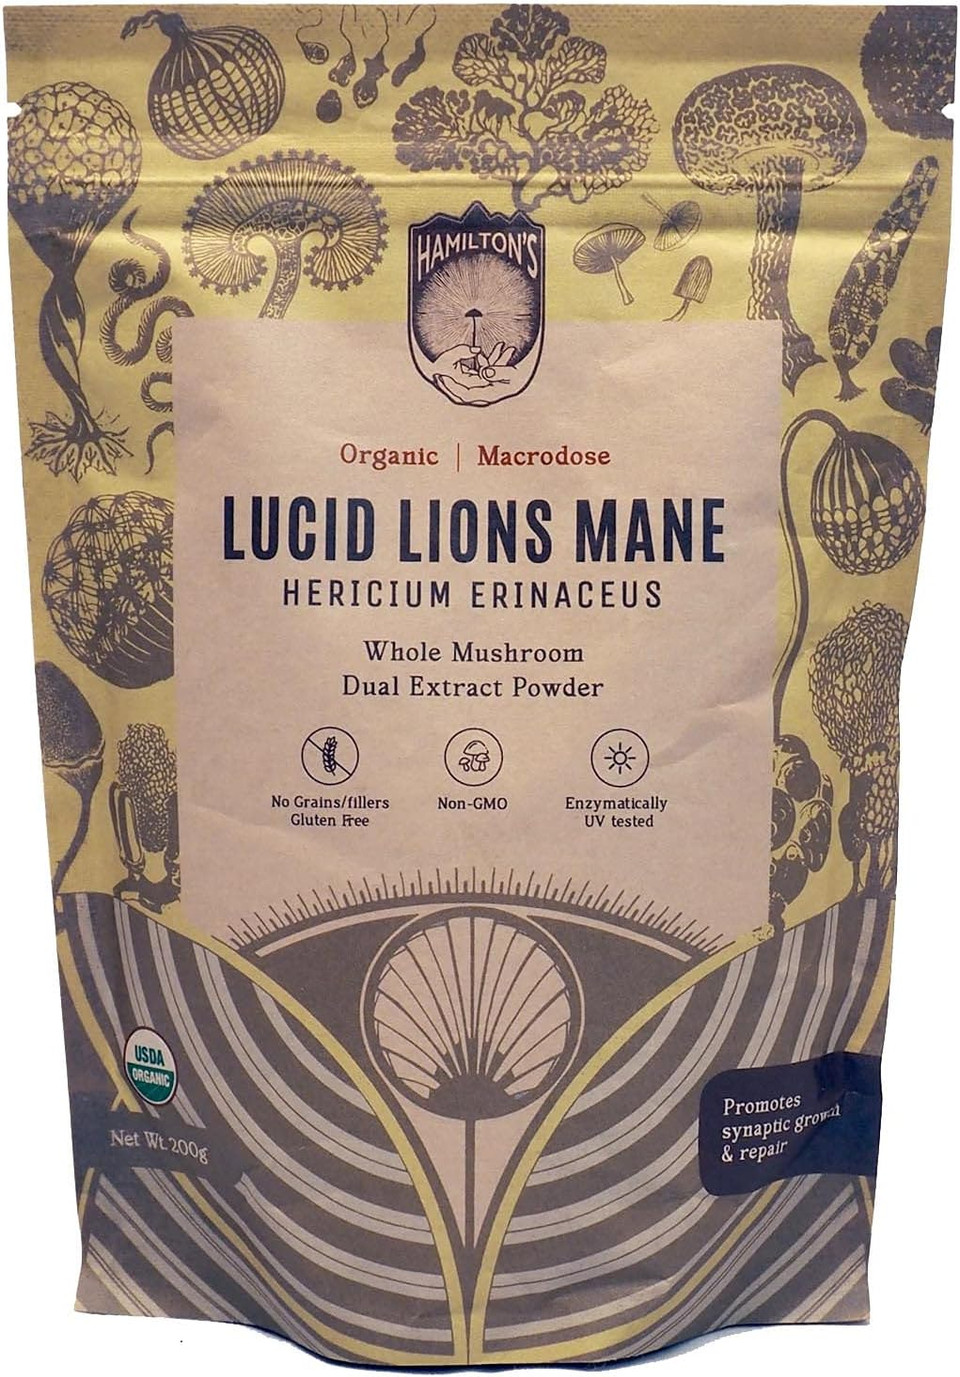 HAMILTON'S
Organic | Macrodose
LUCID LIONS MANE
HERICIUM ERINACEUS
Whole Mushroom
Dual Extract Powder
No Grains/fillers
Gluten Free
Non-GMO
Enzymatically
UV tested
USDA
ORGANIC
Net Wt. 200g
Promotes
synaptic growth
& repair